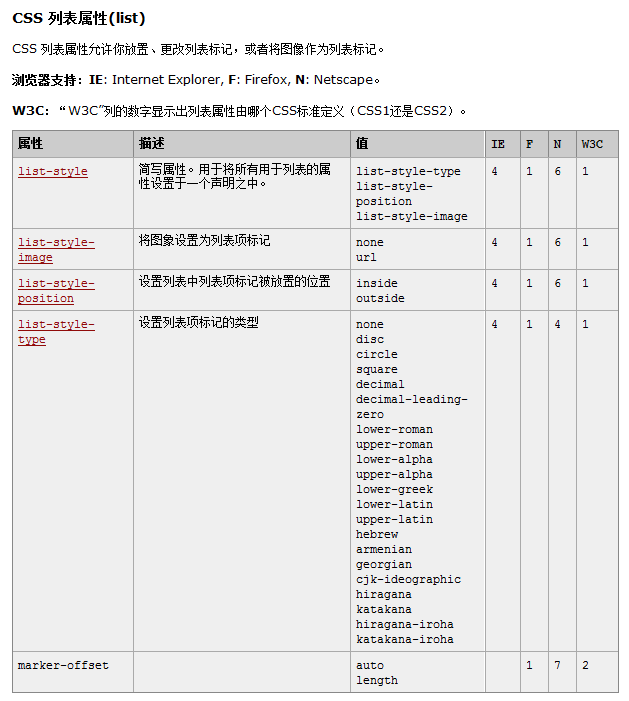 CSS 列表属性(list)
CSS 列表属性允许你放置、更改列表标记，或者将图像作为列表标记。
浏览器支持：IE: Internet Explorer, F: Firefox, N: Netscape。
W3C：“W3C”列的数字显示出列表属性由哪个CSS标准定义（CSS1还是CSS2）。
属性 描述 值 IE F N W3C
list-style 简写属性。用于将所有用于列表的属 list-style-type 4 1 6 1
性设置于一个声明之中。 list-style-
position
list-style-image
list-style- 将图象设置为列表项标记 none 4 1 6 1
image url
list-style- 设置列表中列表项标记被放置的位置 inside 4 1 6 1
position outside
list-style- 设置列表项标记的类型 none 4 1 4 1
type disc
circle
square
decimal
decimal-leading-
zero
lower-roman
upper-roman
lower-alpha
upper-alpha
lower-greek
lower-latin
upper-latin
hebrew
armenian
georgian
cjk-ideographic
hiragana
katakana
hiragana-iroha
katakana-iroha
marker-offset auto 1 7 2
length